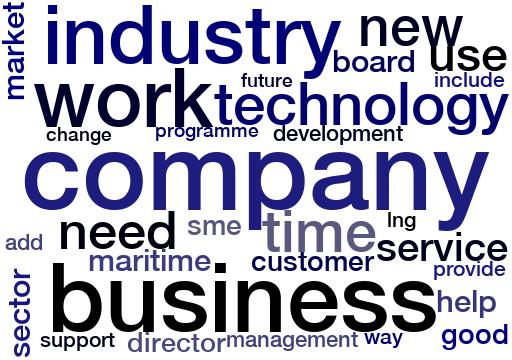 market
industry
new
board
use
work
future
include
technology
change
programme
development
company
need
sme
time
lng
add
maritime
customer
service
provide
sector
business
help
support
director
management
way
good